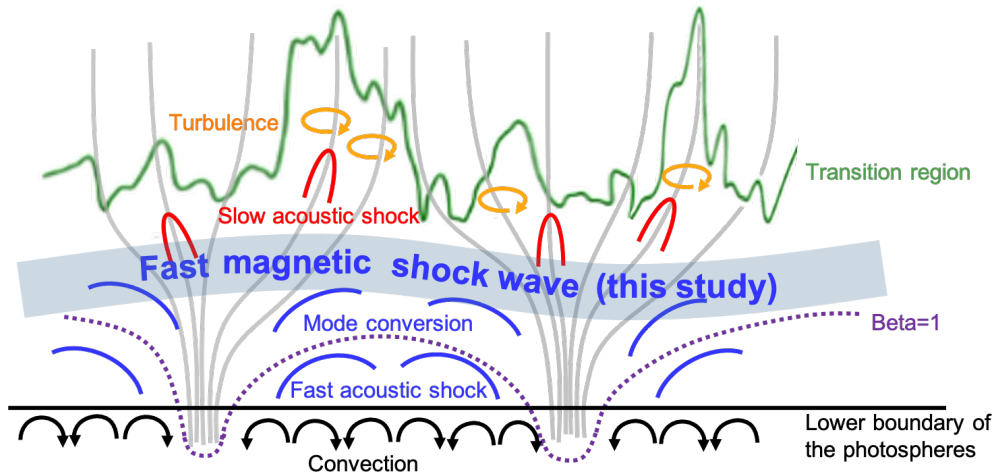 Turbulence
Transition region
Slow acoustic shock
Fast magnetic shock wave (this study)
Mode conversion
Beta=1
Fast acoustic shock
Lower boundary of
the photospheres
Convection